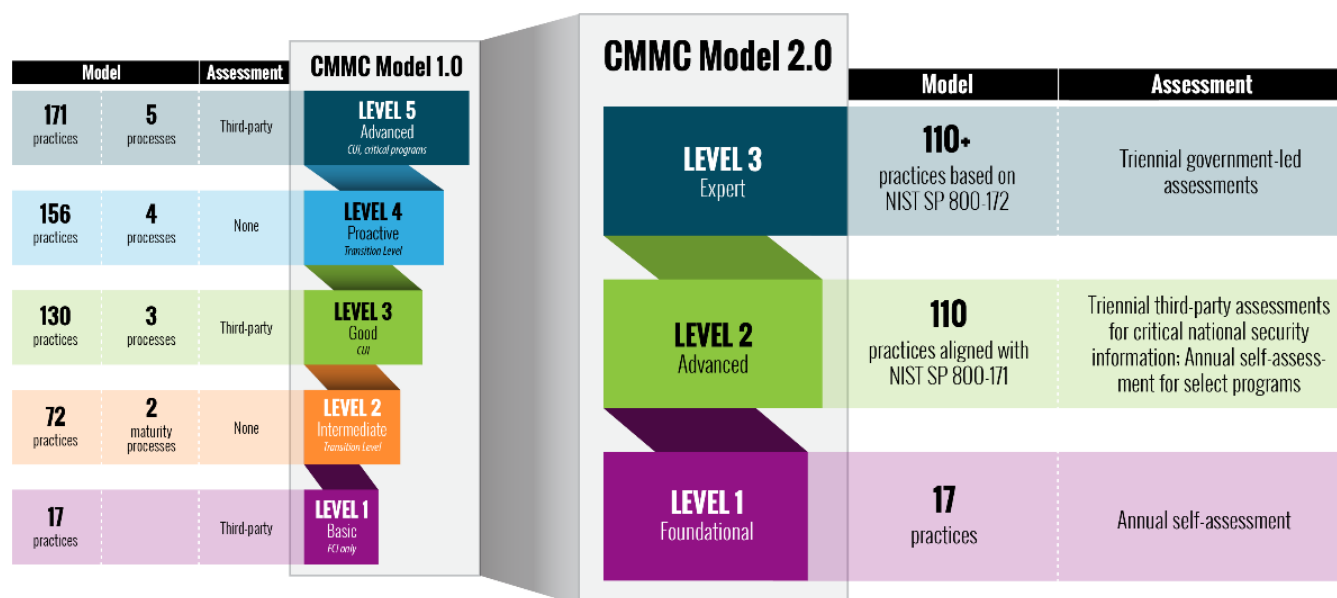 Model
Assessment
CMMC Model 1.0
171
practices
5
processes
Third-party
LEVEL 5
Advanced
CUI, critical programs
156
practices
4
processes
None
LEVEL 4
Proactive
Transition Level
130
practices
3
processes
Third-party
LEVEL 3
Good
CUI
72
practices
2
maturity
processes
None
LEVEL 2
Intermediate
Transition Level
17
practices
Third-party
LEVEL 1
Basic
FCI only
CMMC Model 2.0
Model
Assessment
LEVEL 3
Expert
110+
practices based on
NIST SP 800-172
Triennial government-led
assessments
LEVEL 2
Advanced
110
practices aligned with
NIST SP 800-171
Triennial third-party assessments
for critical national security
information; Annual self-assess-
ment for select programs
LEVEL 1
Foundational
17
practices
Annual self-assessment